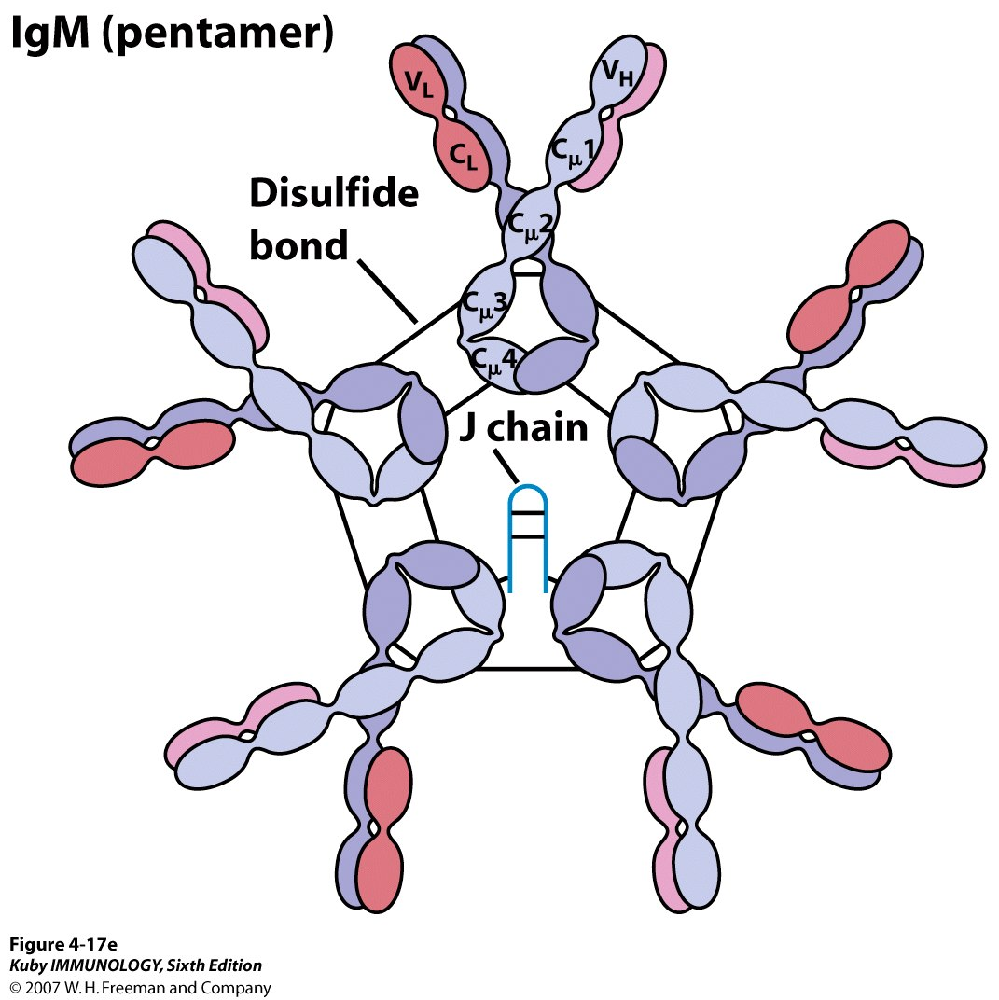 IgM (pentamer)
VL
VH
CL
Cμ1
Disulfide
bond
Cμ2
Cμ3
Cμ4
J chain
Figure 4-17e
Kuby IMMUNOLOGY, Sixth Edition
© 2007 W. H. Freeman and Company